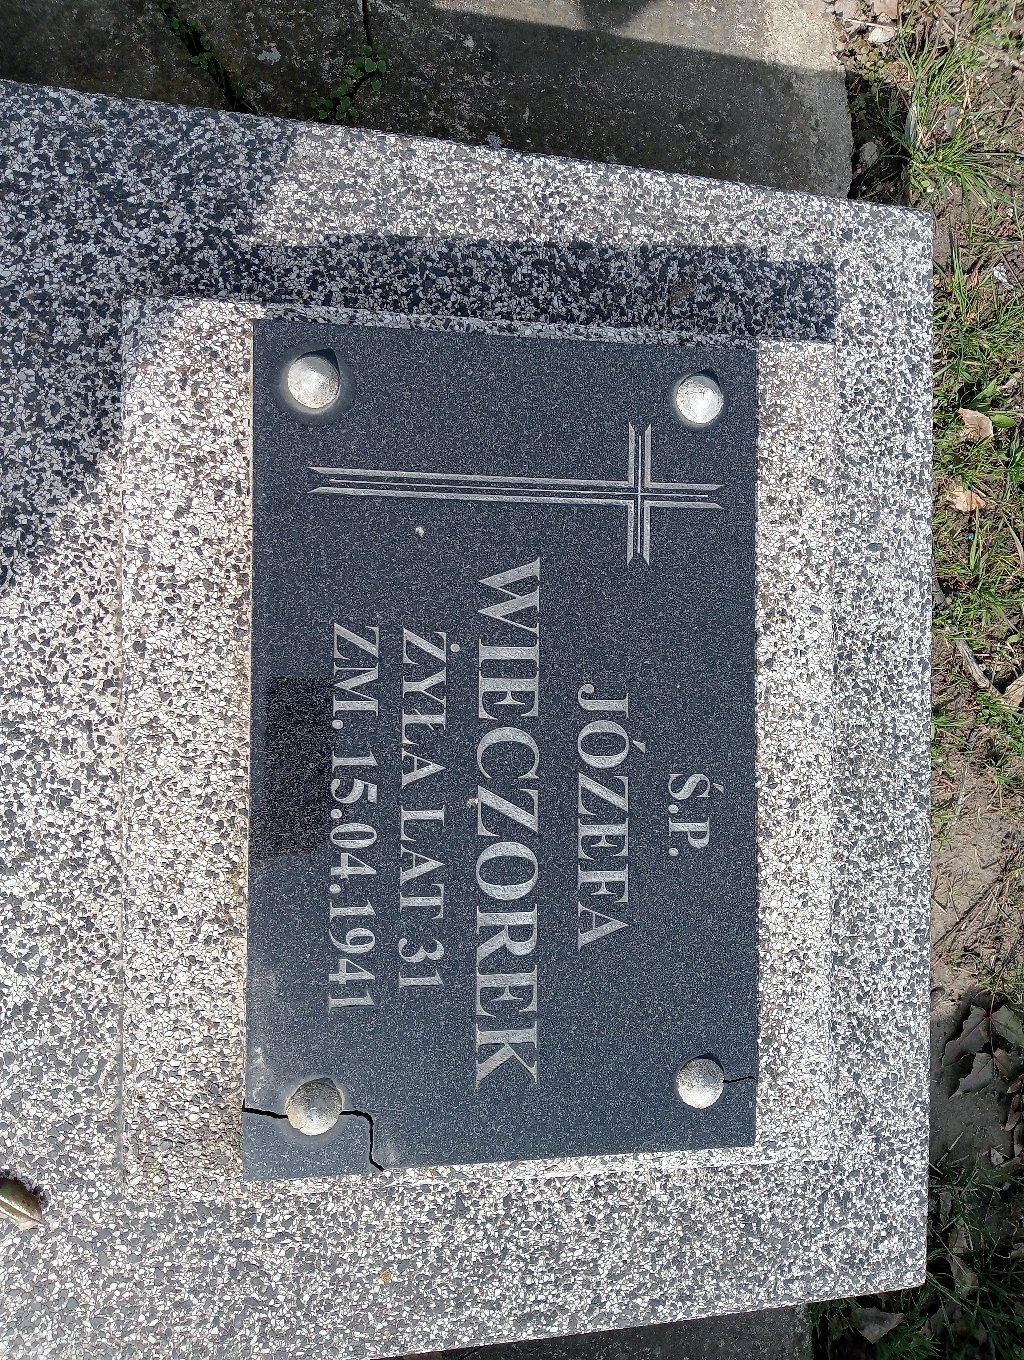 Ś.P.
JÓZEFA
WIECZOREK
ŻYŁA LAT 31
ZM. 15.04.1941